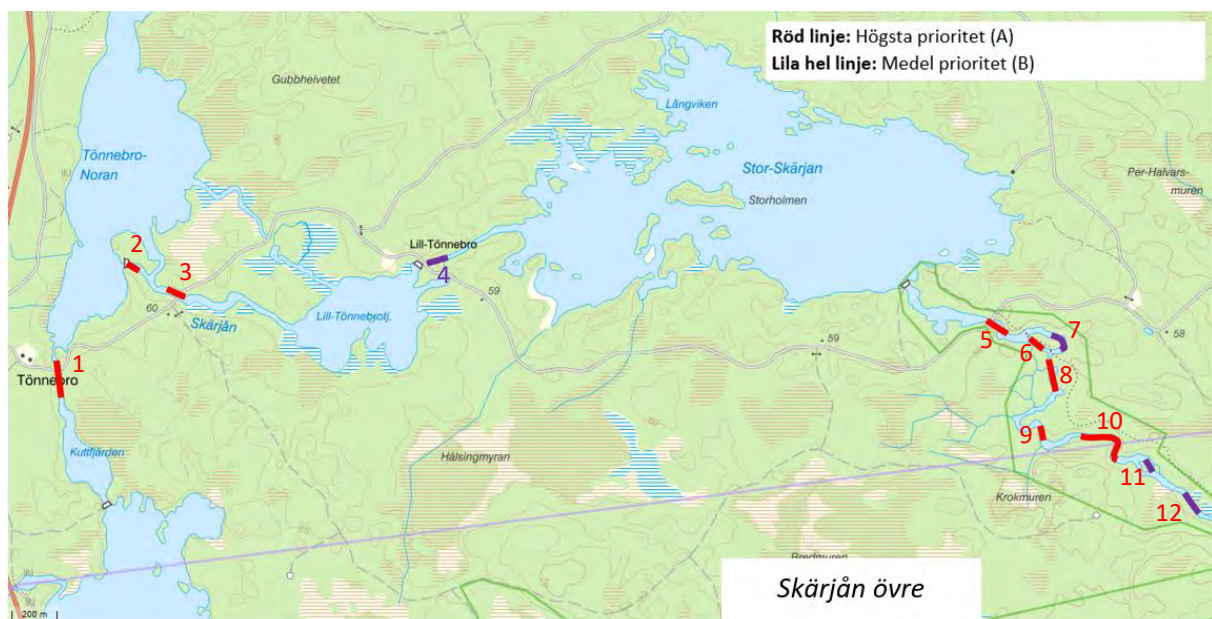 Röd linje: Högsta prioritet (A)
Lila hel linje: Medel prioritet (B)
Gubbhelvetet
Långviken
Tönnebro-
Noran
Stor-Skärjan
Per-Halvars-
muren
Storholmen
Lill-Tönnebro
2
3
4
59
60
Skärjån
Lill-Tönnebrotj.
5
6
7
58
59
1
Tönnebro
8
9
10
Kuttfjärden
Hälsingmyran
11
Krokmuren
12
Bredmuren
Skärjån övre
200 m